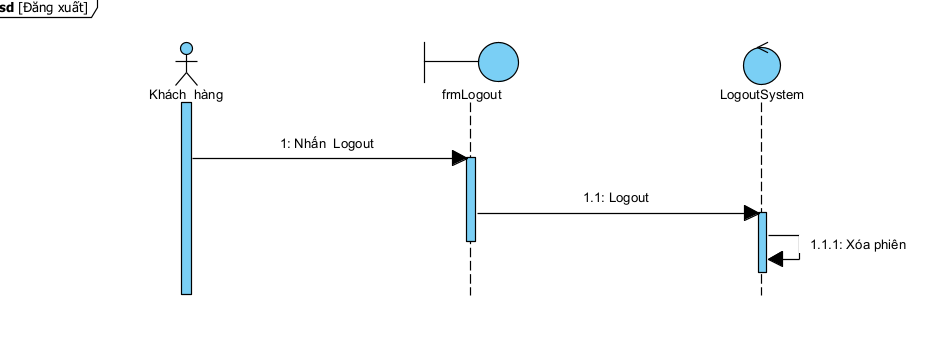 sd [Đăng xuất]
Khách hàng
frmLogout
LogoutSystem
1: Nhấn Logout
1.1: Logout
1.1.1: Xóa phiên